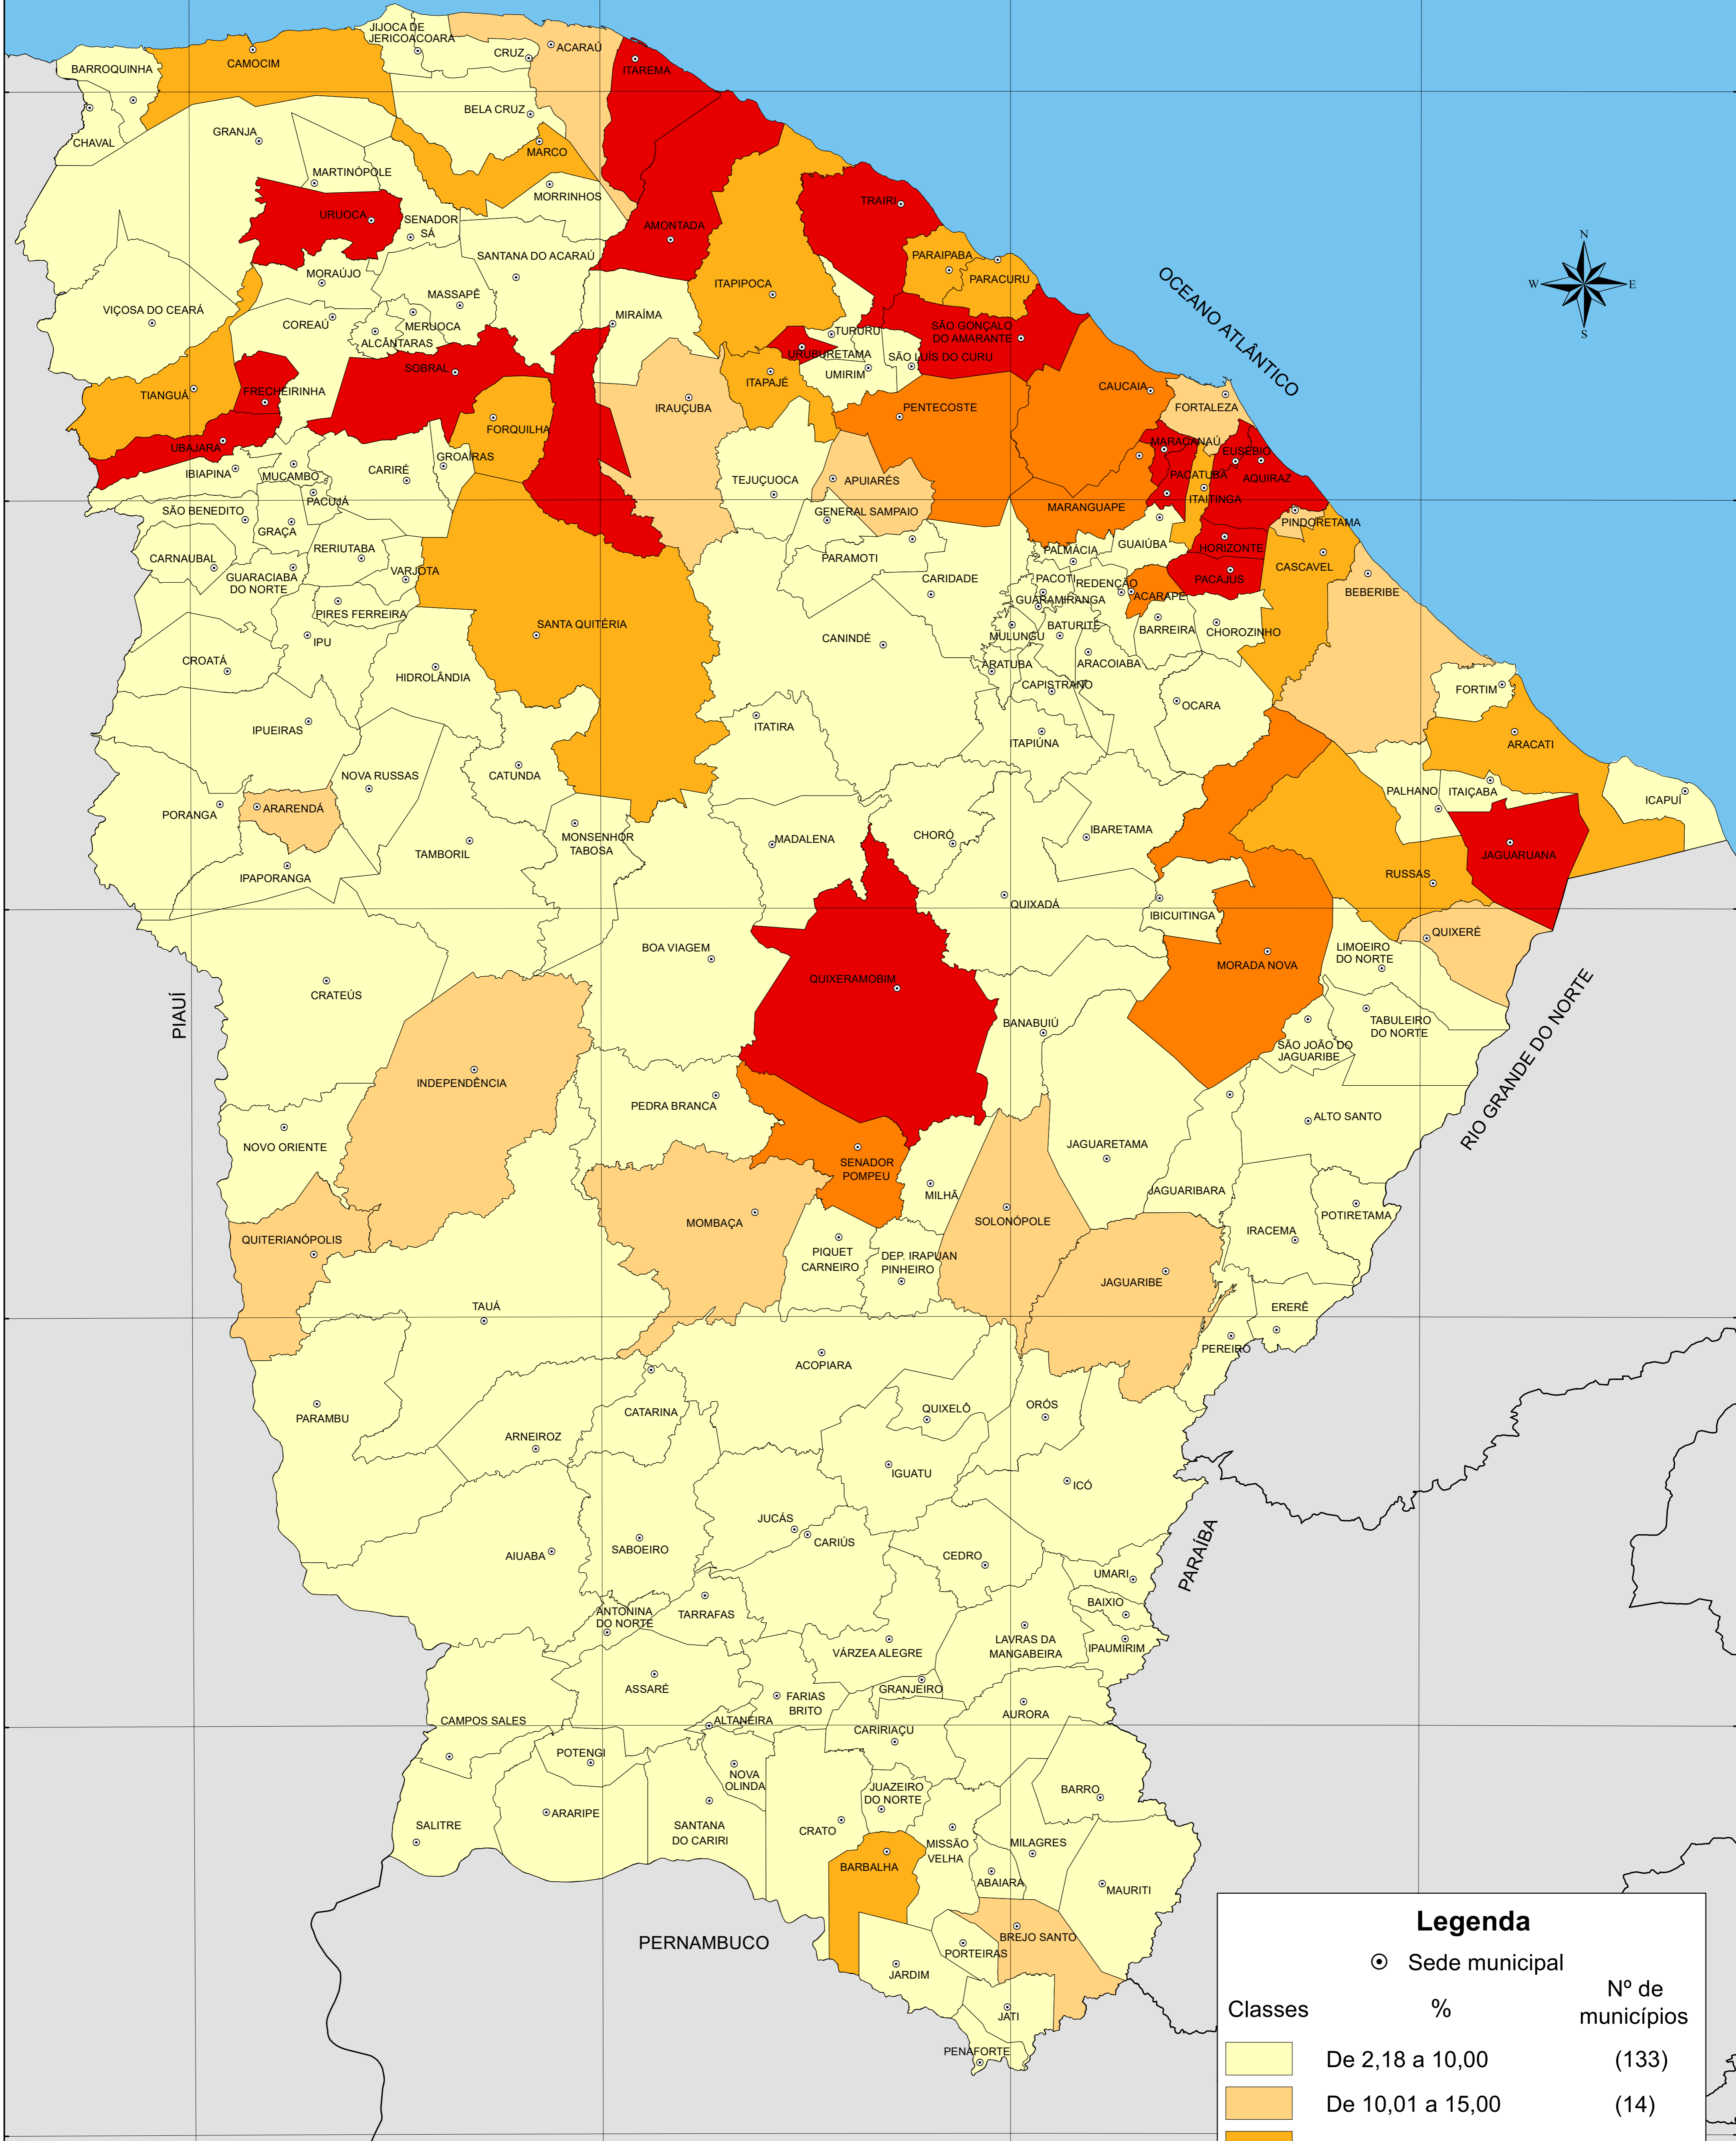 JIJOCA DE
JERICOACOARA
CRUZ
ACARAÚ
ITAREMA
BARROQUINHA
CAMOCIM
CHAVAL
GRANJA
BELA CRUZ
MARCO
MARTINÓPOLE
MORRINHOS
URUOCA
SENADOR
SÁ
AMONTADA
TRAIRI
N
W
E
S
OCEANO ATLÂNTICO
SANTANA DO ACARAÚ
MORAÚJO
PARAIPABA
PARACURU
ITAPIPOCA
MASSAPÊ
VIÇOSA DO CEARÁ
COREAÚ
MERUOCA
ALCÂNTARAS
MIRAÍMA
TURURU
SÃO GONÇALO
DO AMARANTE
URUBURETAMA
SÃO LUÍS DO CURU
UMIRIM
SOBRAL
FRECHEIRINHA
TIANGUÁ
ITAPAJÉ
CAUCAIA
IRAUÇUBA
PENTECOSTE
FORTALEZA
FORQUILHA
UBAJARA
GROAÍRAS
MARACANAÚ
EUSÉBIO
IBIAPINA
MUCAMBO
CARIRÉ
TEJUÇUOCA
APUIARÉS
PACATUBA
AQUIRAZ
PACUJÁ
ITAITINGA
SÃO BENEDITO
GENERAL SAMPAIO
MARANGUAPE
PINDORETAMA
GRAÇA
RERIUTABA
CARNAUBAL
GUARACIABA
DO NORTE
VARJOTA
PARAMOTI
PALMÁCIA
GUAIÚBA
HORIZONTE
CASCAVEL
CARIDADE
PACOTI
REDENÇÃO
PACAJUS
BEBERIBE
PIRES FERREIRA
GUARAMIRANGA
ACARAPE
IPU
SANTA QUITÉRIA
CANINDÉ
MULUNGU
BATURITÉ
BARREIRA
CHOROZINHO
CROATÁ
HIDROLÂNDIA
ARATUBA
ARACOIABA
CAPISTRANO
FORTIM
OCARA
IPUEIRAS
ITATIRA
ITAPIÚNA
ARACATI
NOVA RUSSAS
CATUNDA
PALHANO
ITAIÇABA
ICAPUÍ
PORANGA
ARARENDÁ
MONSENHOR
TABOSA
MADALENA
CHORÓ
IBARETAMA
TAMBORIL
JAGUARUANA
IPAPORANGA
RUSSAS
QUIXADÁ
IBICUITINGA
QUIXERÉ
BOA VIAGEM
LIMOEIRO
DO NORTE
MORADA NOVA
QUIXERAMOBIM
CRATEÚS
PIAUÍ
BANABUIÚ
TABULEIRO
DO NORTE
SÃO JOÃO DO
JAGUARIBE
RIO GRANDE DO NORTE
INDEPENDÊNCIA
PEDRA BRANCA
ALTO SANTO
NOVO ORIENTE
JAGUARETAMA
SENADOR
POMPEU
MILHÃ
JAGUARIBARA
MOMBAÇA
SOLONÓPOLE
POTIRETAMA
IRACEMA
QUITERIANÓPOLIS
PIQUET
CARNEIRO
DEP. IRAPUAN
PINHEIRO
JAGUARIBE
TAUÁ
ERERÊ
PEREIRO
ACOPIARA
PARAMBU
CATARINA
QUIXELÔ
ORÓS
ARNEIROZ
IGUATU
ICÓ
JUCÁS
CARIÚS
SABOEIRO
AIUABA
CEDRO
PARAÍBA
UMARI
BAIXIO
ANTONINA
DO NORTE
TARRAFAS
LAVRAS DA
MANGABEIRA
IPAUMIRIM
VÁRZEA ALEGRE
ASSARÉ
GRANJEIRO
FARIAS
BRITO
AURORA
CAMPOS SALES
ALTANEIRA
CARIRIAÇU
POTENGI
NOVA
OLINDA
JUAZEIRO
DO NORTE
BARRO
SALITRE
ARARIPE
SANTANA
DO CARIRI
CRATO
MISSÃO
VELHA
MILAGRES
BARBALHA
ABAIARA
MAURITI
PERNAMBUCO
BREJO SANTO
PORTEIRAS
JARDIM
JATI
PENAFORTE
Legenda
Sede municipal
Classes
%
Nº de
municípios
De 2,18 a 10,00
(133)
De 10,01 a 15,00
(14)